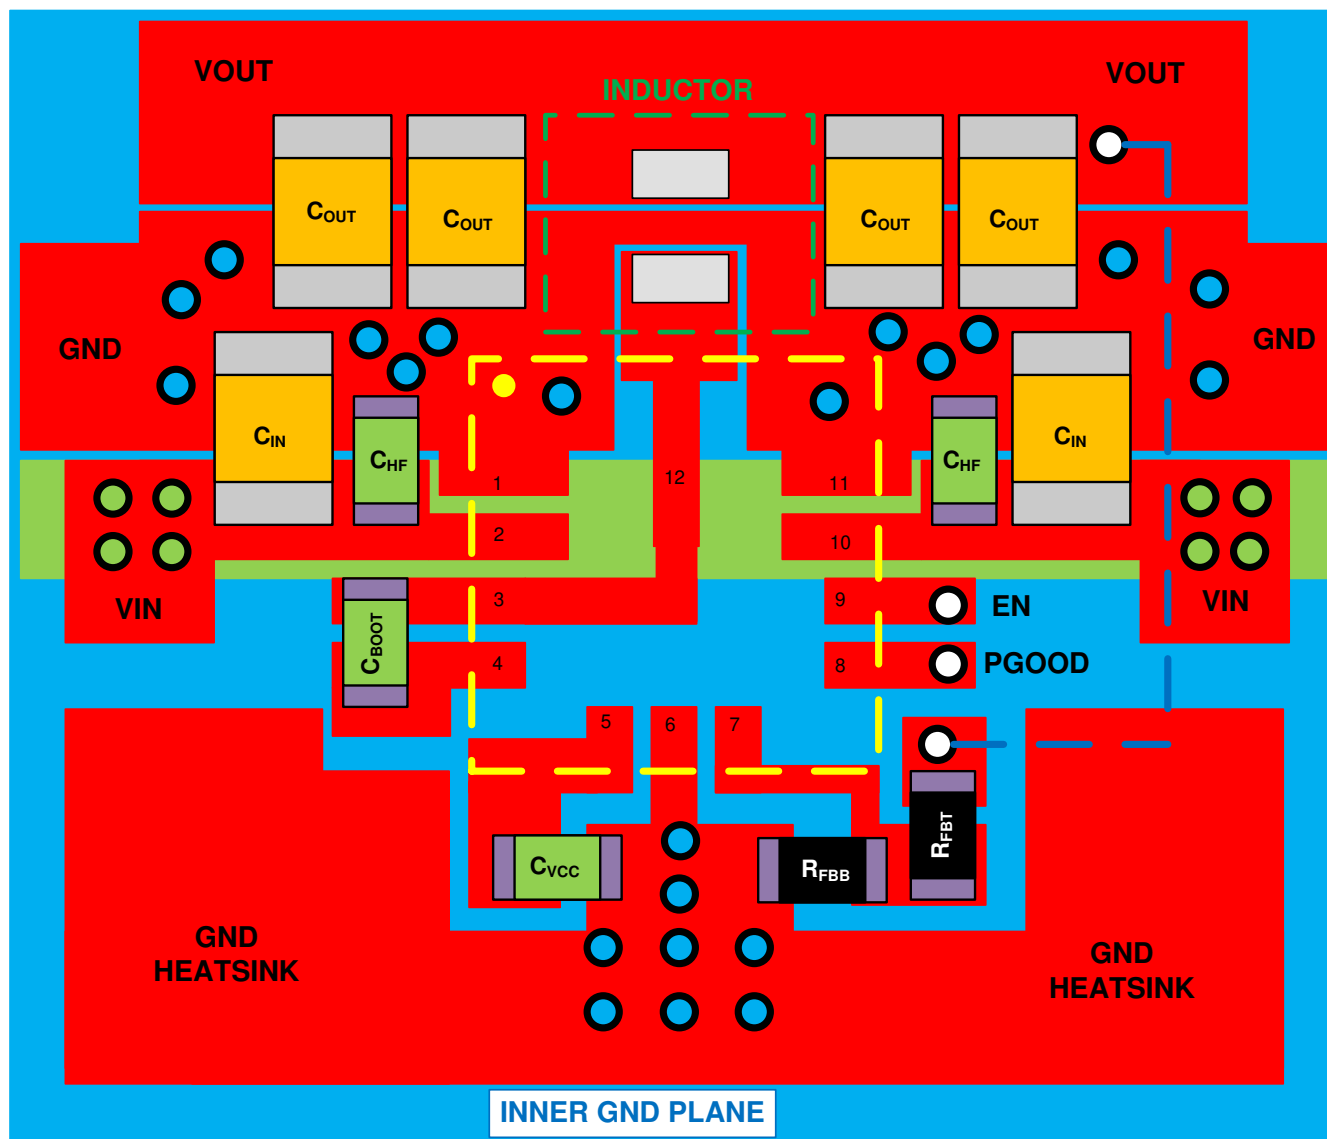 VOUT
VOUT
INDUCTOR
COUT
COUT
COUT
COUT
GND
GND
CIN
CHF
CHF
CIN
1
12
11
2
10
VIN
3
9
EN
VIN
CBOOT
4
8
PGOOD
5
6
7
RFBT
CVCC
RFBB
GND
HEATSINK
GND
HEATSINK
INNER GND PLANE